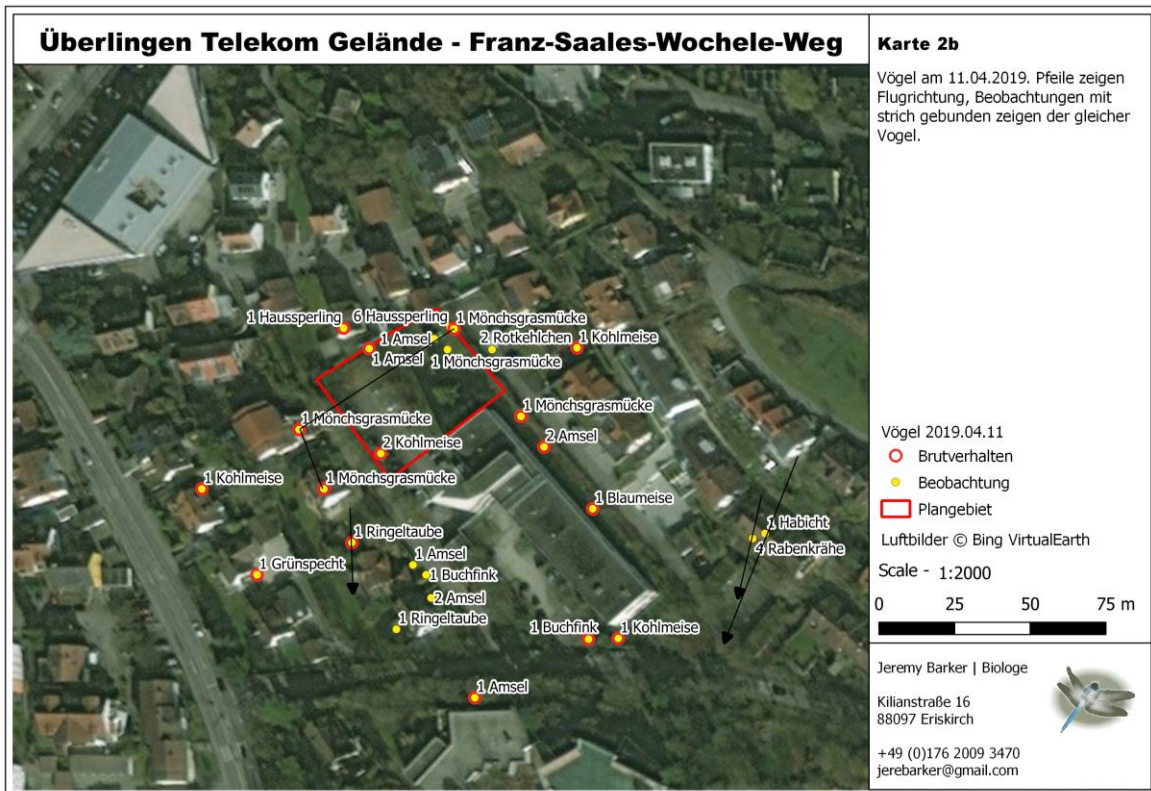 Überlingen Telekom Gelände - Franz-Saales-Wochele-Weg
1 Haussperling
6 Haussperling
1 Mönchsgrasmücke
1 Amsel
2 Rotkehlchen
1 Kohlmeise
1 Amsel
1 Mönchsgrasmücke
1 Mönchsgrasmücke
1 Mönchsgrasmücke
2 Amsel
2 Kohlmeise
1 Kohlmeise
1 Mönchsgrasmücke
1 Blaumeise
1 Habicht
1 Ringeltaube
4 Rabenkrähe
1 Amsel
1 Grünspecht
1 Buchfink
2 Amsel
1 Ringeltaube
1 Buchfink
1 Kohlmeise
1 Amsel
Karte 2b
Vögel am 11.04.2019. Pfeile zeigen
Flugrichtung, Beobachtungen mit
strich gebunden zeigen der gleicher
Vogel.
Vögel 2019.04.11
Brutverhalten
Beobachtung
Plangebiet
Luftbilder © Bing VirtualEarth
Scale - 1:2000
0 25 50 75 m
Jeremy Barker | Biologe
Kilianstraße 16
88097 Eriskirch
+49 (0)176 2009 3470
jerebarker@gmail.com